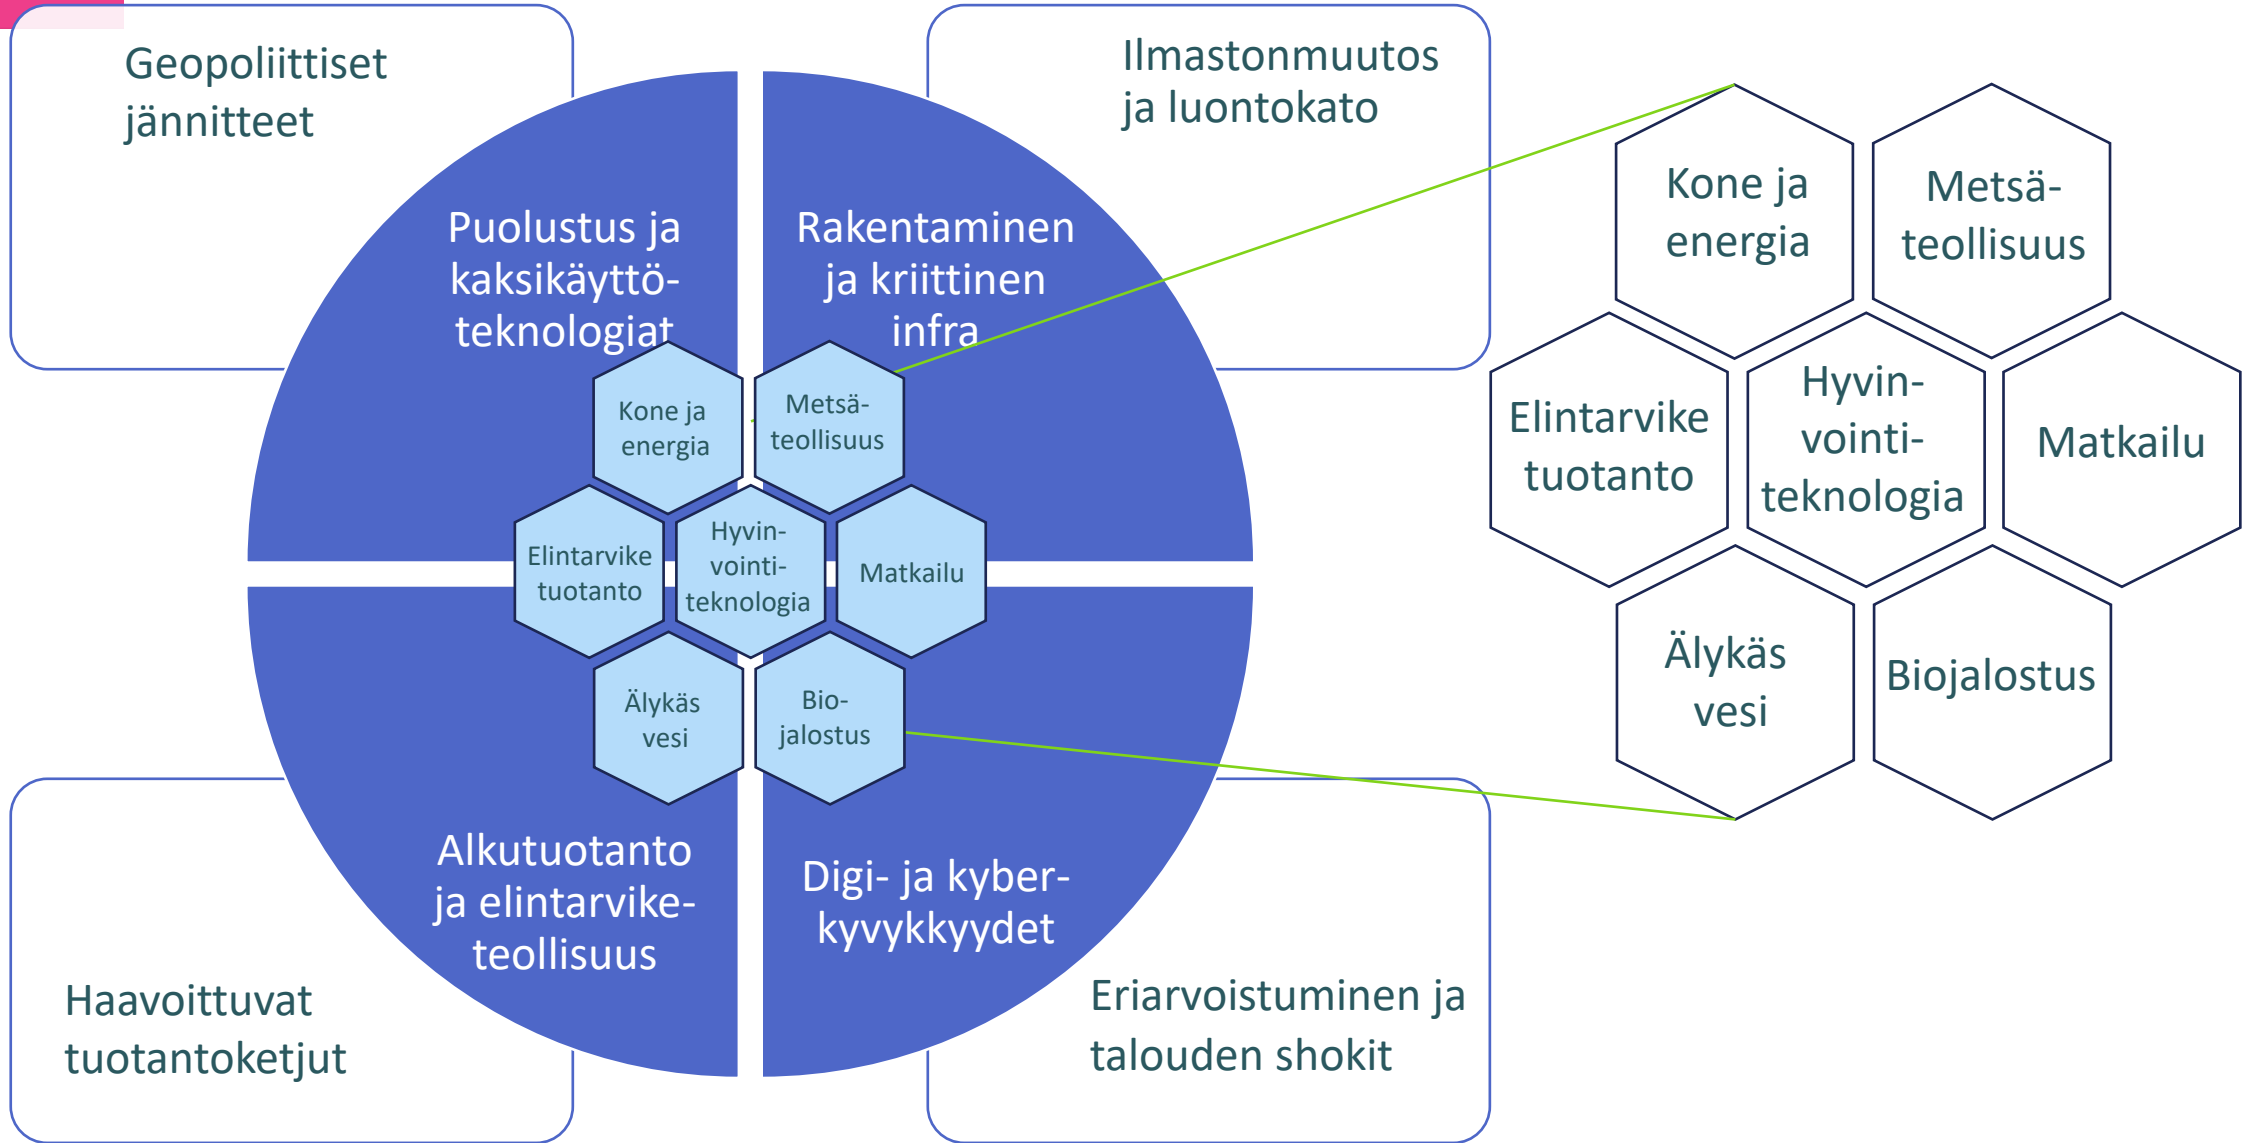 Geopoliittiset
jännitteet
Ilmastonmuutos
ja luontokato
Puolustus ja
kaksikäyttö-
teknologiat
Rakentaminen
ja kriittinen
infra
Kone ja
energia
Metsä-
teollisuus
Elintarvike
tuotanto
Hyvin-
vointi-
teknologia
Matkailu
Älykäs
vesi
Bio-
jalostus
Alkutuotanto
ja elintarvike-
teollisuus
Digi- ja kyber-
kyvykkyydet
Haavoittuvat
tuotantoketjut
Eriarvoistuminen ja
talouden shokit
Kone ja
energia
Metsä-
teollisuus
Elintarvike
tuotanto
Hyvin-
vointi-
teknologia
Matkailu
Älykäs
vesi
Biojalostus